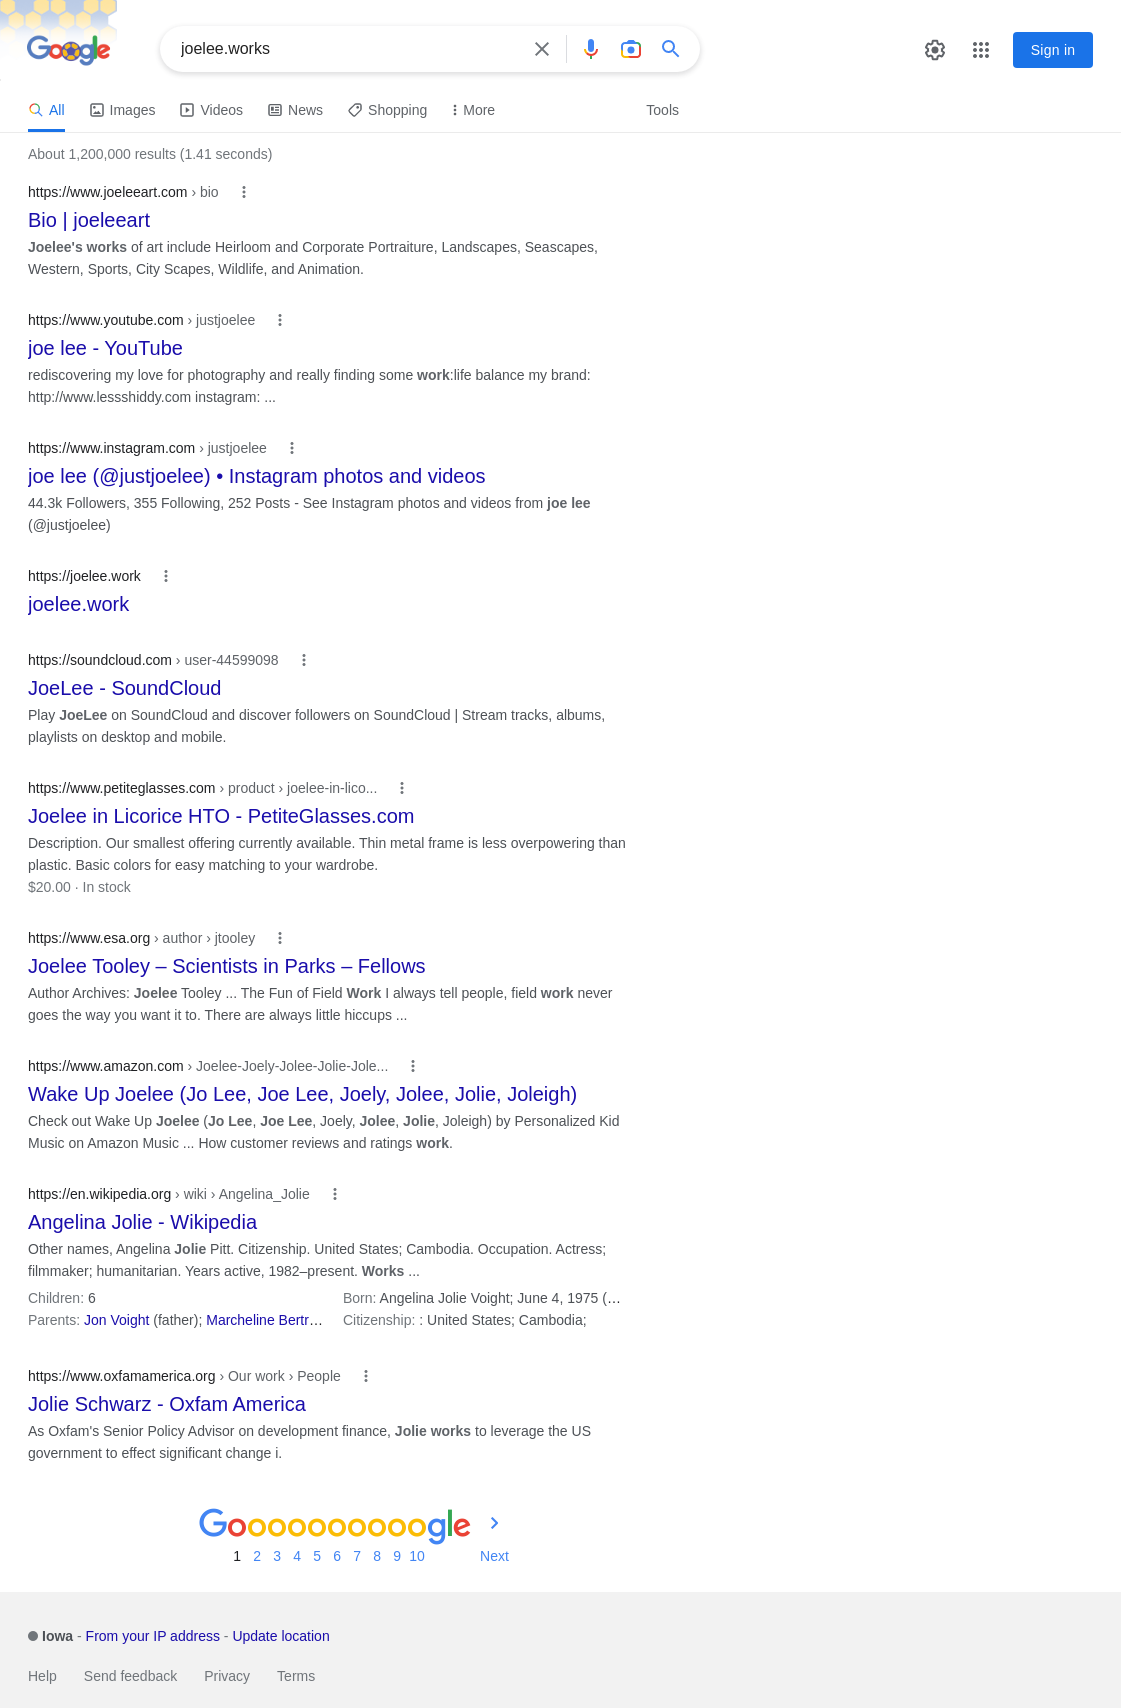 Google
joelee.works
Sign in
All Images Videos News Shopping More Tools
About 1,200,000 results (1.41 seconds)
https://www.joeleeart.com › bio
Bio | joeleeart
Joelee's works of art include Heirloom and Corporate Portraiture, Landscapes, Seascapes,
Western, Sports, City Scapes, Wildlife, and Animation.
https://www.youtube.com › justjoelee
joe lee - YouTube
rediscovering my love for photography and really finding some work:life balance my brand:
http://www.lessshiddy.com instagram: ...
https://www.instagram.com › justjoelee
joe lee (@justjoelee) • Instagram photos and videos
44.3k Followers, 355 Following, 252 Posts - See Instagram photos and videos from joe lee
(@justjoelee)
https://joelee.work
joelee.work
https://soundcloud.com › user-44599098
JoeLee - SoundCloud
Play JoeLee on SoundCloud and discover followers on SoundCloud | Stream tracks, albums,
playlists on desktop and mobile.
https://www.petiteglasses.com › product › joelee-in-lico...
Joelee in Licorice HTO - PetiteGlasses.com
Description. Our smallest offering currently available. Thin metal frame is less overpowering than
plastic. Basic colors for easy matching to your wardrobe.
$20.00 · In stock
https://www.esa.org › author › jtooley
Joelee Tooley – Scientists in Parks – Fellows
Author Archives: Joelee Tooley ... The Fun of Field Work I always tell people, field work never
goes the way you want it to. There are always little hiccups ...
https://www.amazon.com › Joelee-Joely-Jolee-Jolie-Jole...
Wake Up Joelee (Jo Lee, Joe Lee, Joely, Jolee, Jolie, Joleigh)
Check out Wake Up Joelee (Jo Lee, Joe Lee, Joely, Jolee, Jolie, Joleigh) by Personalized Kid
Music on Amazon Music ... How customer reviews and ratings work.
https://en.wikipedia.org › wiki › Angelina_Jolie
Angelina Jolie - Wikipedia
Other names, Angelina Jolie Pitt. Citizenship. United States; Cambodia. Occupation. Actress;
filmmaker; humanitarian. Years active, 1982–present. Works ...
Children: 6 Born: Angelina Jolie Voight; June 4, 1975 (…
Parents: Jon Voight (father); Marcheline Bertr… Citizenship: : United States; Cambodia;
https://www.oxfamamerica.org › Our work › People
Jolie Schwarz - Oxfam America
As Oxfam's Senior Policy Advisor on development finance, Jolie works to leverage the US
government to effect significant change i.
Goooooooooogle
1 2 3 4 5 6 7 8 9 10 Next
Iowa - From your IP address - Update location
Help Send feedback Privacy Terms